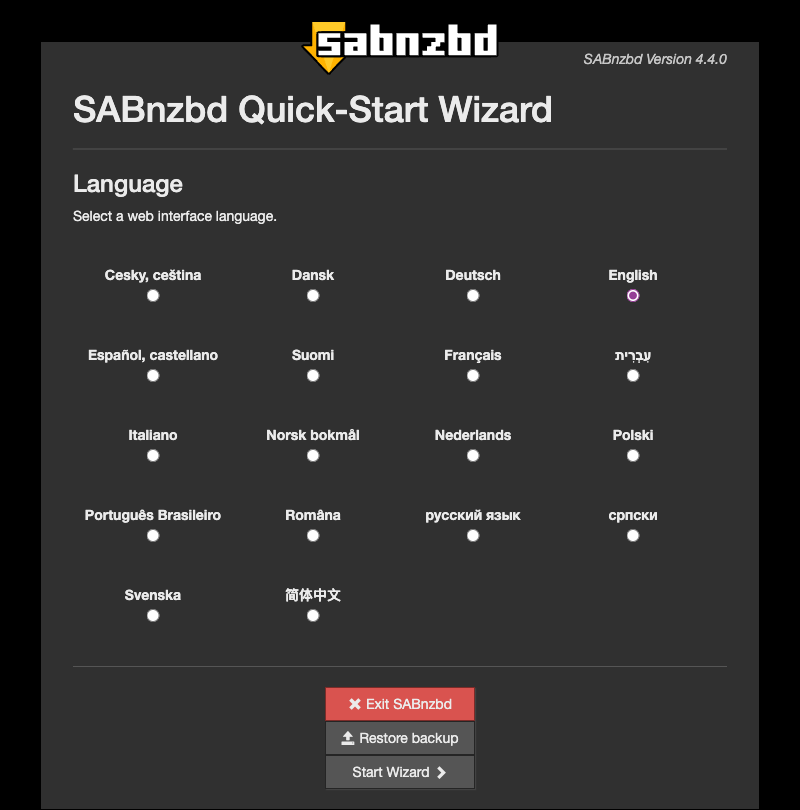 sabnzbd
SABnzbd Version 4.4.0
SABnzbd Quick-Start Wizard
Language
Select a web interface language.
Cesky, ceština Dansk Deutsch English
Español, castellano Suomi Français עִבְרִית
Italiano Norsk bokmål Nederlands Polski
Português Brasileiro Româna русский язык српски
Svenska 简体中文
Exit SABnzbd
Restore backup
Start Wizard